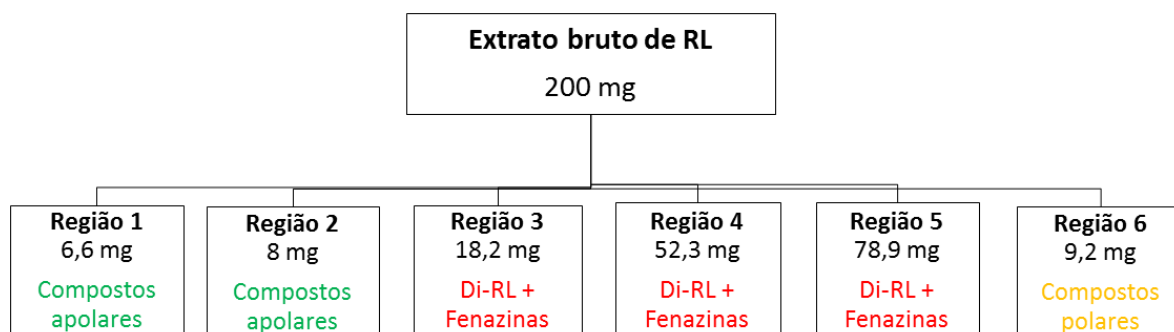 Extrato bruto de RL
200 mg
Região 1
6,6 mg
Compostos
apolares
Região 2
8 mg
Compostos
apolares
Região 3
18,2 mg
Di-RL +
Fenazinas
Região 4
52,3 mg
Di-RL +
Fenazinas
Região 5
78,9 mg
Di-RL +
Fenazinas
Região 6
9,2 mg
Compostos
polares